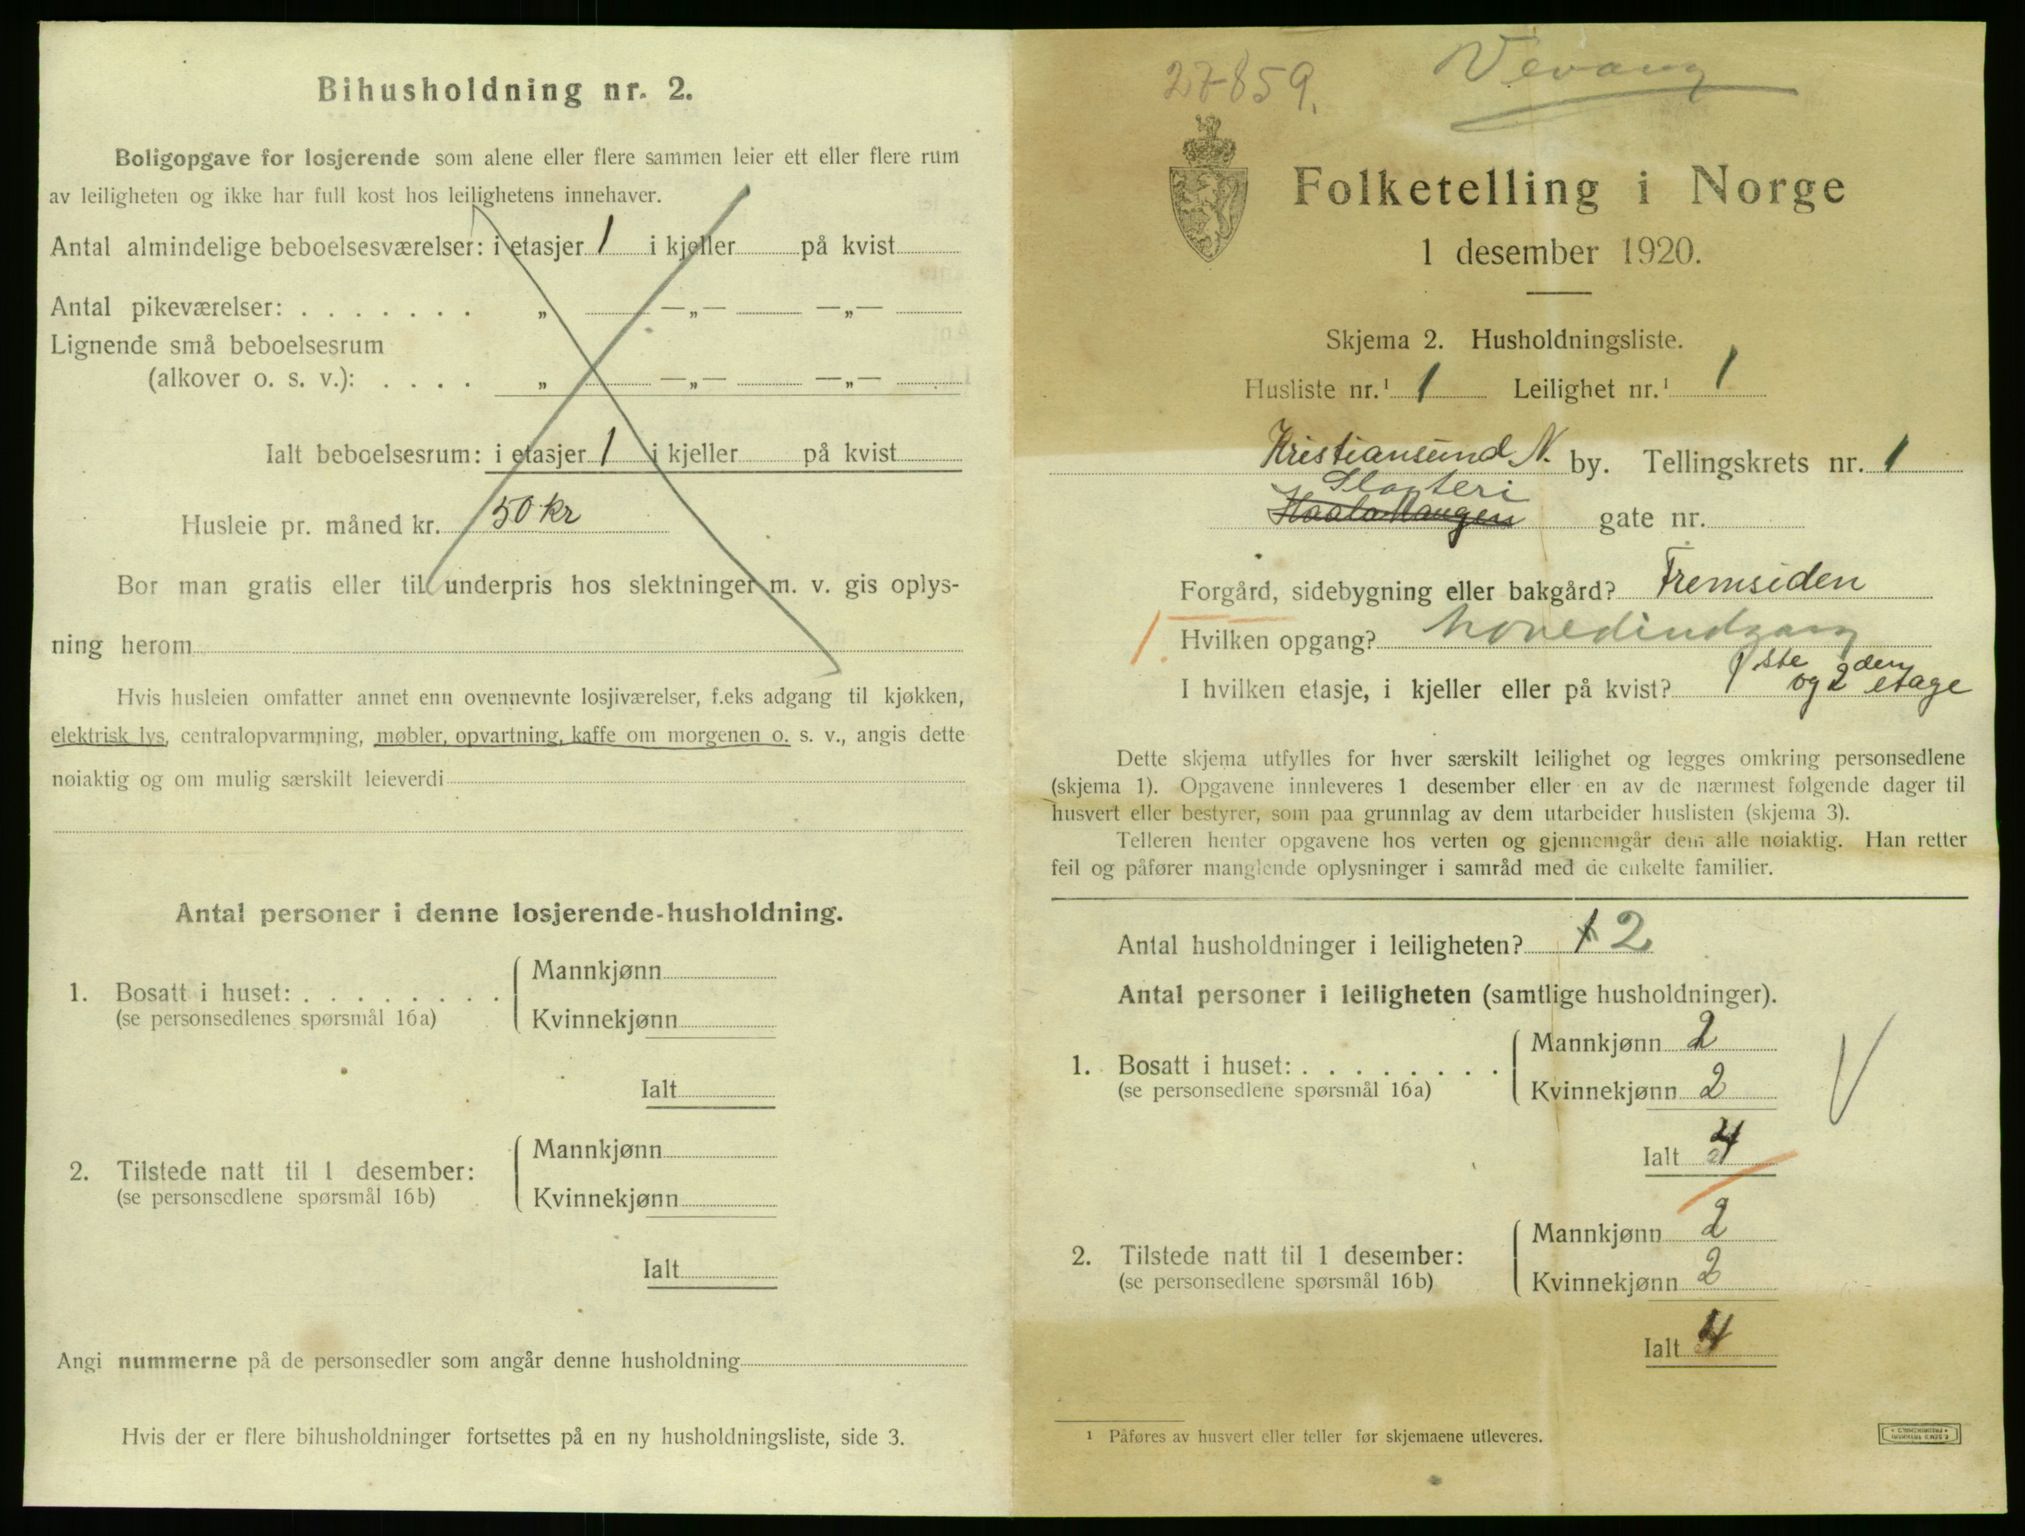 Bihusholdning nr. 2.
Boligopgave for losjerende som alene eller flere sammen leier ett eller flere rum
av leiligheten og ikke har full kost hos leilighetens innehaver.
Antal almindelige beboelsesværelser: i etasjer 1 i kjeller på kvist
Antal pikeværelser: . . . . . . . „ —„— —„—
Lignende små beboelsesrum
(alkover o. s. v.): . . . . „ —„— —„—
Ialt beboelsesrum: i etasjer 1 i kjeller på kvist
Husleie pr. måned kr. 50 kr
Bor man gratis eller til underpris hos slektninger m. v. gis oplys-
ning herom
Hvis husleien omfatter annet enn ovennevnte losjiværelser, f.eks adgang til kjøkken,
elektrisk lys, centralopvarmning, møbler, opvartning, kaffe om morgenen o. s. v., angis dette
nøiaktig og om mulig særskilt leieverdi
Antal personer i denne losjerende-husholdning.
1. Bosatt i huset: . . . . . . . . Mannkjønn
(se personsedlenes spørsmål 16a) Kvinnekjønn
Ialt
2. Tilstede natt til 1 desember: Mannkjønn
(se personsedlene spørsmål 16b) Kvinnekjønn
Ialt
Angi nummerne på de personsedler som angår denne husholdning
Hvis der er flere bihusholdninger fortsettes på en ny husholdningsliste, side 3.
27859. Vevang
Folketelling i Norge
1 desember 1920.
Skjema 2. Husholdningsliste.
Husliste nr.¹ 1 Leilighet nr.¹ 1
Kristiansund N. by. Tellingskrets nr. 1
Slagteri
gate nr.
Forgård, sidebygning eller bakgård? Fremsiden
1. Hvilken opgang? hovedindgang
I hvilken etasje, i kjeller eller på kvist? 1ste og 2den etage
Dette skjema utfylles for hver særskilt leilighet og legges omkring personsedlene
(skjema 1). Opgavene innleveres 1 desember eller en av de nærmest følgende dager til
husvert eller bestyrer, som paa grunnlag av dem utarbeider huslisten (skjema 3).
Telleren henter opgavene hos verten og gjennemgår dem alle nøiaktig. Han retter
feil og påfører manglende oplysninger i samråd med de enkelte familier.
Antal husholdninger i leiligheten? 1 2
Antal personer i leiligheten (samtlige husholdninger).
1. Bosatt i huset: . . . . . . . . Mannkjønn 2
(se personsedlene spørsmål 16a) Kvinnekjønn 2
Ialt 4
2. Tilstede natt til 1 desember: Mannkjønn 2
(se personsedlene spørsmål 16b) Kvinnekjønn 2
Ialt 4
¹ Påføres av husvert eller teller før skjemaene utleveres.